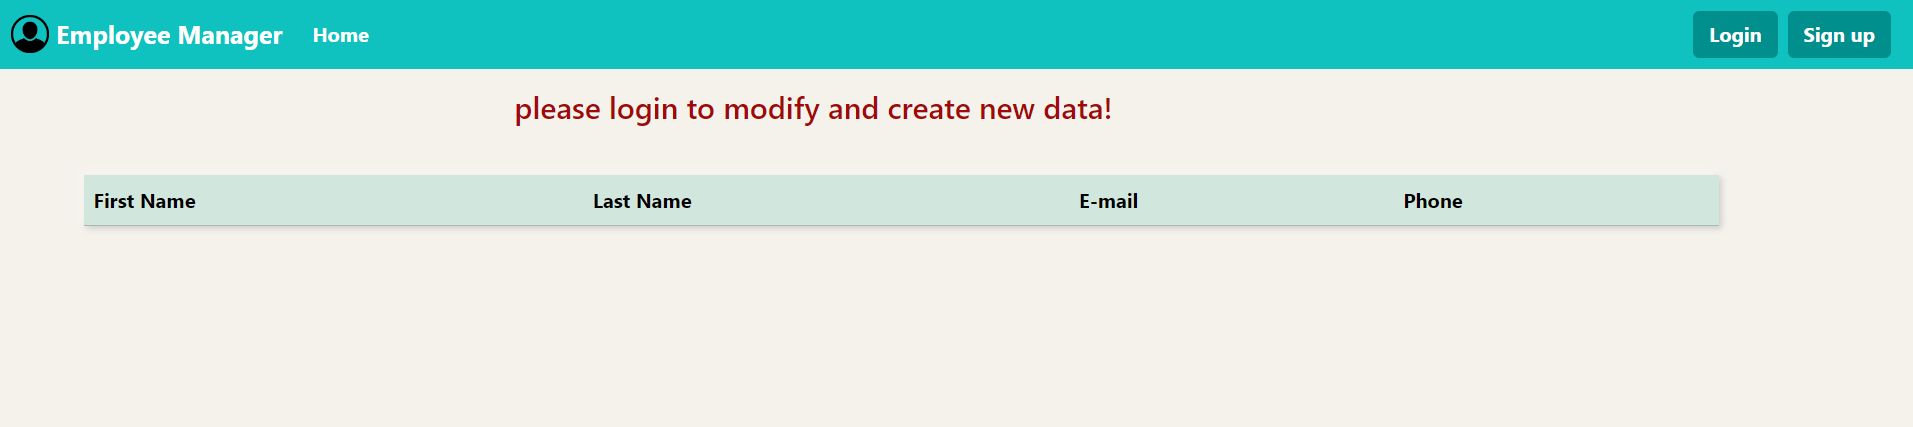 Employee Manager Home Login Sign up
please login to modify and create new data!
First Name Last Name E-mail Phone